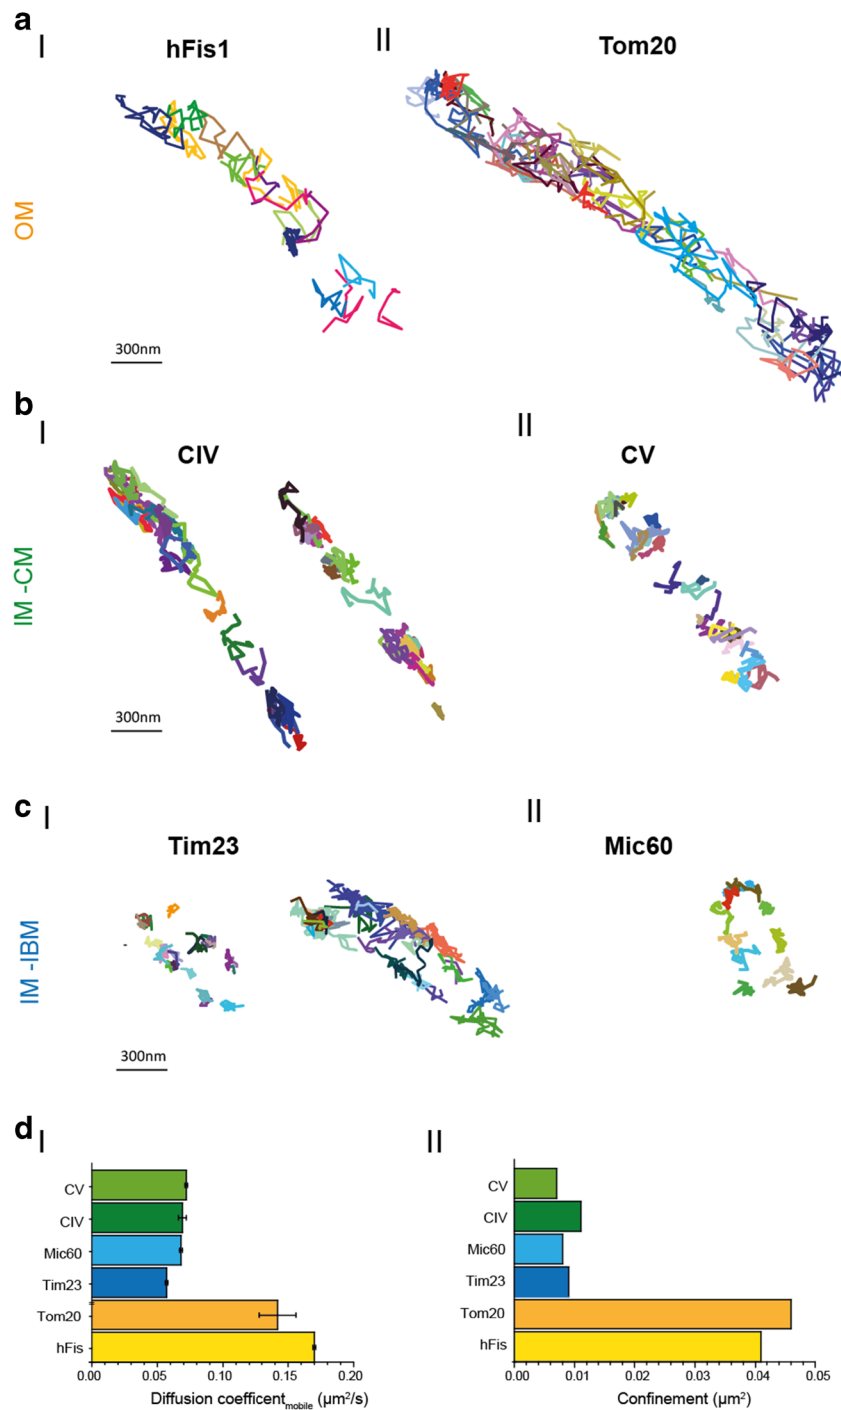 a
I
hFis1
II
Tom20
OM
300nm
b
I
CIV
II
CV
IM -CM
300nm
c
I
Tim23
II
Mic60
IM -IBM
300nm
d
I
CV
CIV
Mic60
Tim23
Tom20
hFis
0.00 0.05 0.10 0.15 0.20
Diffusion coefficent mobile (µm²/s)
II
CV
CIV
Mic60
Tim23
Tom20
hFis
0.00 0.01 0.02 0.03 0.04 0.05
Confinement (µm²)